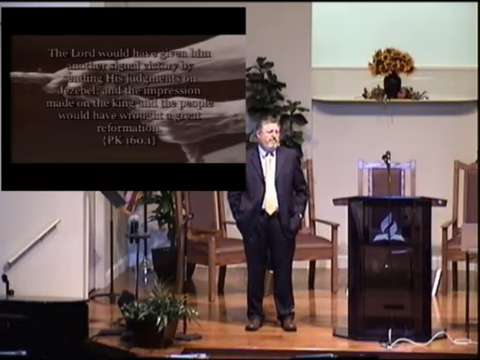 The Lord would have given him
another signal victory by
sending His judgments on
Jezebel, and the impression
made on the king and the people
would have wrought a great
reformation.
{PK 160.1}